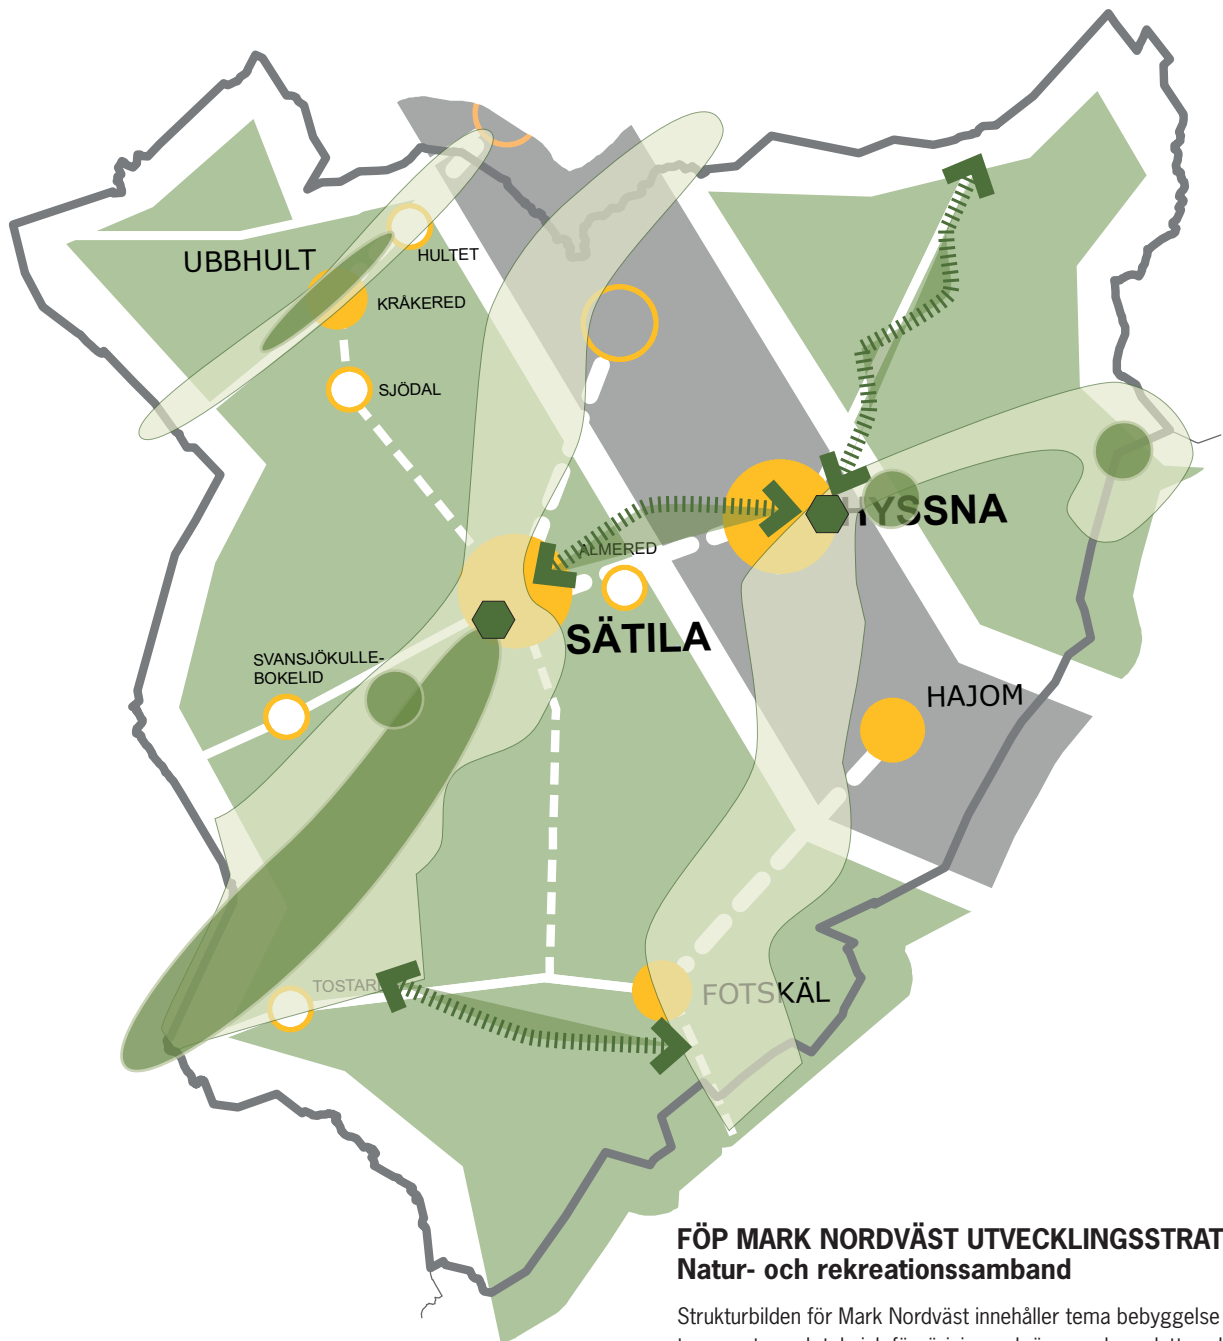 UBBHULT
HULTET
KRÅKERED
SJÖDAL
HYSSNA
ALMERED
SÄTILA
SVANSJÖKULLE-
BOKELID
HAJOM
FOTSKÄL
FÖP MARK NORDVÄST UTVECKLINGSSTRAT
Natur- och rekreationssamband
Strukturbilden för Mark Nordväst innehåller tema bebyggelse